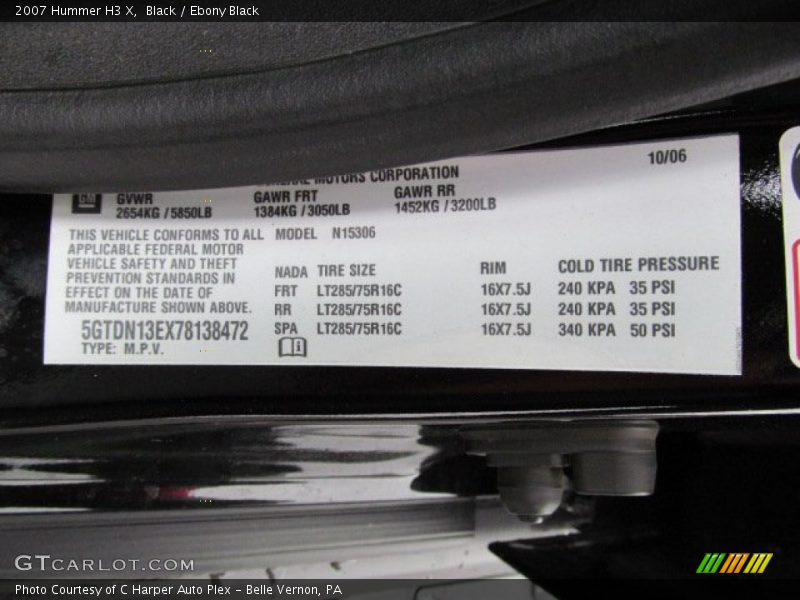 2007 Hummer H3 X, Black / Ebony Black
MOTORS CORPORATION
10/06
GM
GVWR GAWR FRT GAWR RR
2654KG / 5850LB 1384KG / 3050LB 1452KG / 3200LB
THIS VEHICLE CONFORMS TO ALL MODEL N15306
APPLICABLE FEDERAL MOTOR
VEHICLE SAFETY AND THEFT
PREVENTION STANDARDS IN
EFFECT ON THE DATE OF
MANUFACTURE SHOWN ABOVE.
5GTDN13EX78138472
TYPE: M.P.V.
NADA TIRE SIZE RIM COLD TIRE PRESSURE
FRT LT285/75R16C 16X7.5J 240 KPA 35 PSI
RR LT285/75R16C 16X7.5J 240 KPA 35 PSI
SPA LT285/75R16C 16X7.5J 340 KPA 50 PSI
GTCARLOT.COM
Photo Courtesy of C Harper Auto Plex - Belle Vernon, PA